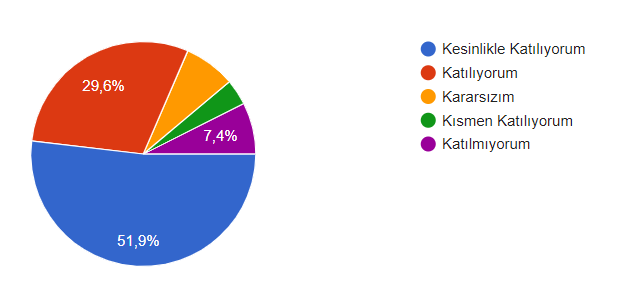 29,6%
7,4%
51,9%
Kesinlikle Katılıyorum
Katılıyorum
Kararsızım
Kısmen Katılıyorum
Katılmıyorum